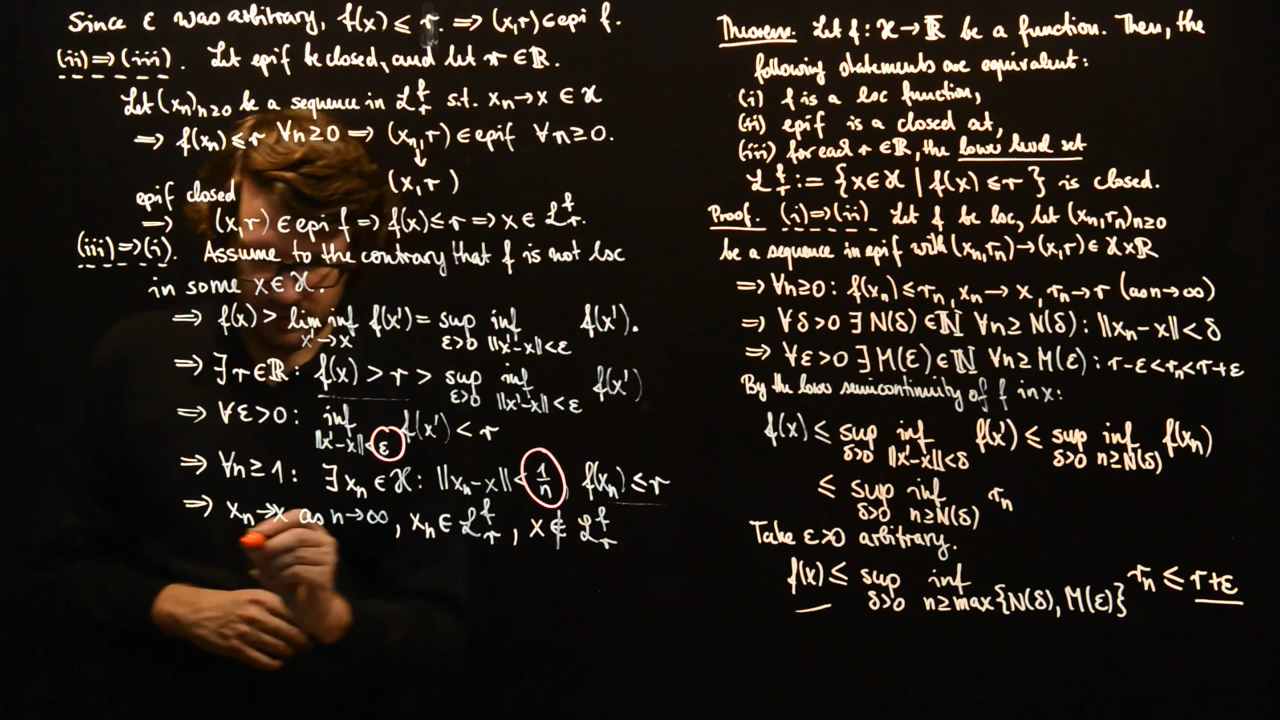 Theorem. Let f: 𝒳 → ℝ̄ be a function. Then, the
following statements are equivalent:
(i) f is a lsc function,
(ii) epi f is a closed set,
(iii) for each r ∈ ℝ, the lower level set
ℒ_r^f := {x ∈ 𝒳 | f(x) ≤ r} is closed.
Proof. (i) ⇒ (ii) Let f be lsc, let (xₙ, rₙ)ₙ≥0
be a sequence in epi f with (xₙ, rₙ) → (x, r) ∈ 𝒳 × ℝ
⇒ ∀n≥0: f(xₙ) ≤ rₙ, xₙ → x, rₙ → r (as n→∞)
⇒ ∀δ>0 ∃N(δ) ∈ ℕ ∀n ≥ N(δ): ||xₙ-x|| < δ
⇒ ∀ε>0 ∃M(ε) ∈ ℕ ∀n ≥ M(ε): r-ε < rₙ < r+ε
By the lower semicontinuity of f in x:
f(x) ≤ sup_{δ>0} inf_{||x'-x||<δ} f(x') ≤ sup_{δ>0} inf_{n≥N(δ)} f(xₙ)
≤ sup_{δ>0} inf_{n≥N(δ)} rₙ
Take ε>0 arbitrary.
f(x) ≤ sup_{δ>0} inf_{n≥max{N(δ), M(ε)}} rₙ ≤ r+ε
Since ε was arbitrary, f(x) ≤ r. ⇒ (x,r) ∈ epi f.
(ii) ⇒ (iii). Let epi f be closed, and let r ∈ ℝ.
Let (xₙ)ₙ≥0 be a sequence in ℒ_r^f s.t. xₙ → x ∈ 𝒳
⇒ f(xₙ) ≤ r ∀n≥0 ⇒ (xₙ, r) ∈ epi f ∀n≥0.
↓
(x, r)
epi f closed
⇒ (x,r) ∈ epi f ⇒ f(x) ≤ r ⇒ x ∈ ℒ_r^f.
(iii) ⇒ (i). Assume to the contrary that f is not lsc
in some x ∈ 𝒳.
⇒ f(x) > lim inf_{x'→x} f(x') = sup_{ε>0} inf_{||x'-x||<ε} f(x').
⇒ ∃r ∈ ℝ: f(x) > r > sup_{ε>0} inf_{||x'-x||<ε} f(x')
⇒ ∀ε>0: inf_{||x'-x||<ε} f(x') < r
⇒ ∀n≥1: ∃xₙ ∈ 𝒳: ||xₙ-x|| < 1/n, f(xₙ) ≤ r
⇒ xₙ → x as n→∞, xₙ ∈ ℒ_r^f, x ∉ ℒ_r^f